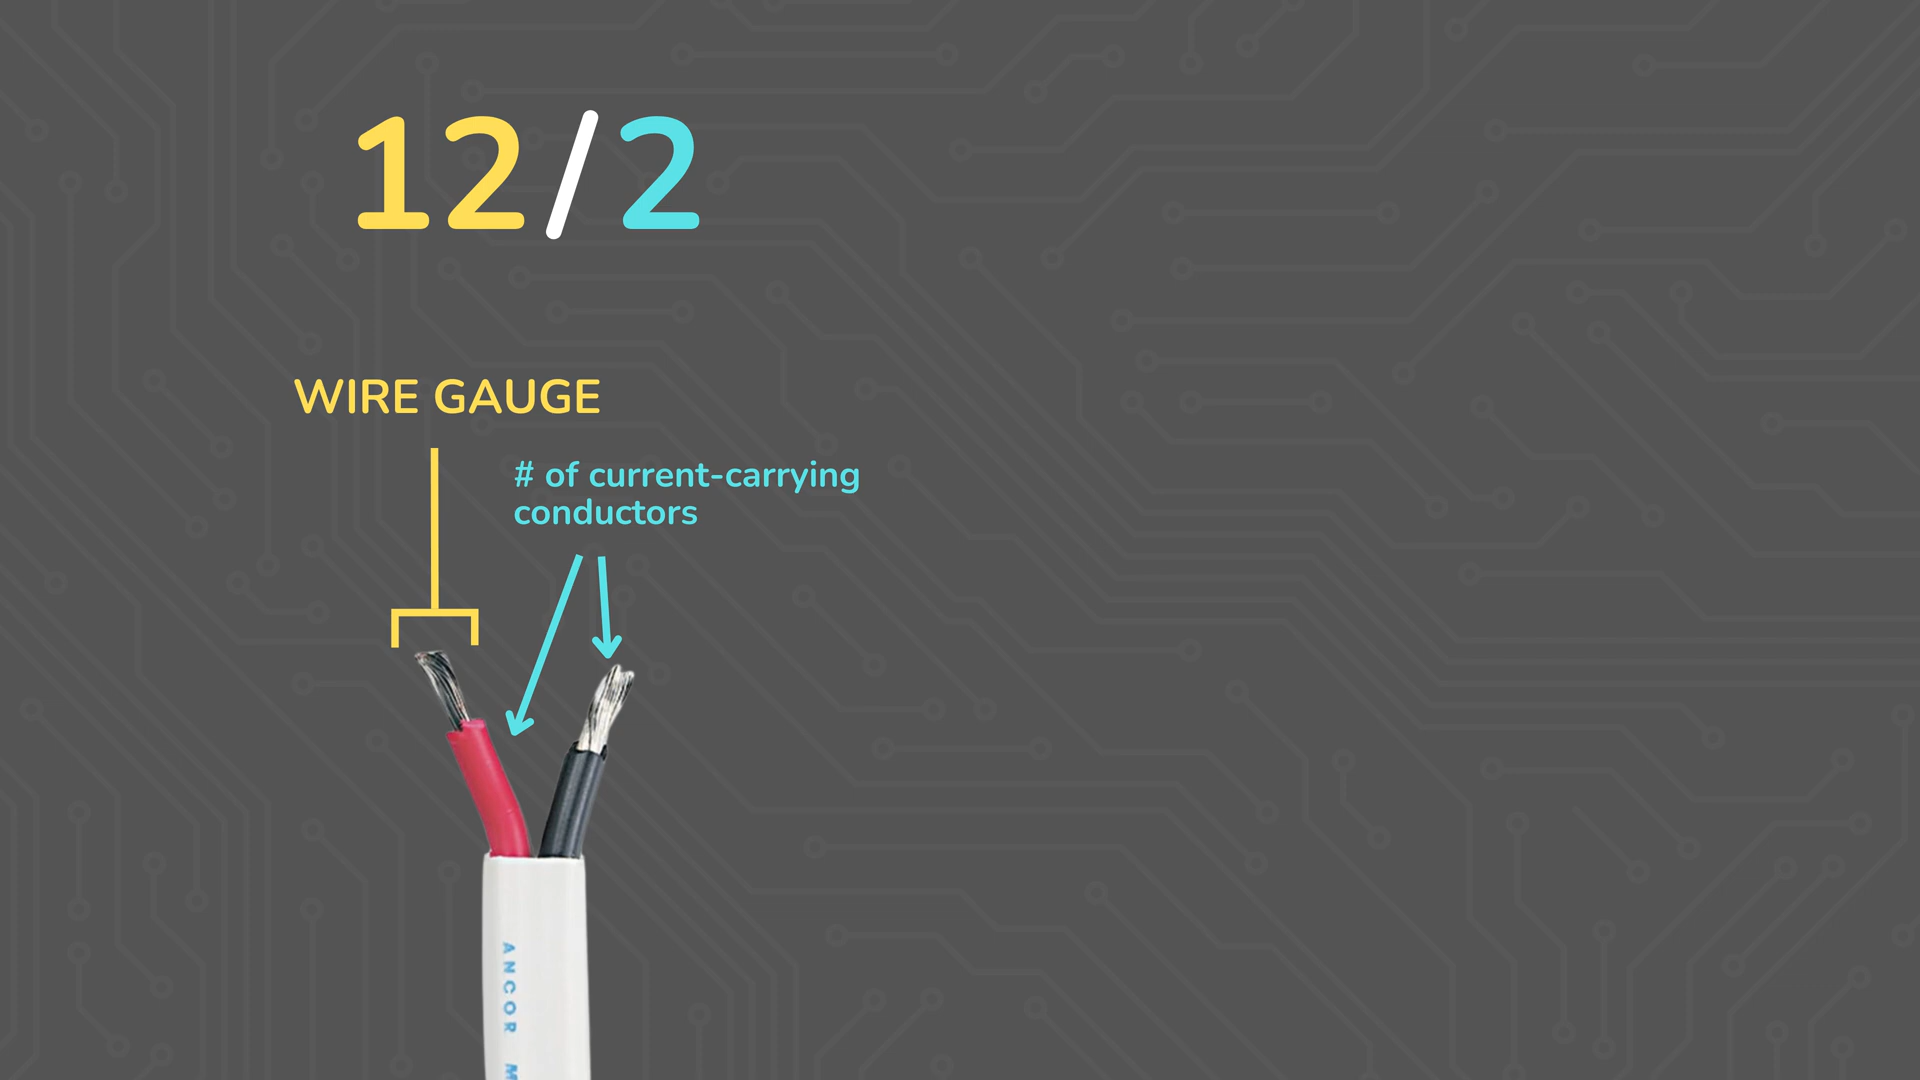 12/2
WIRE GAUGE
# of current-carrying
conductors
ANCOR M